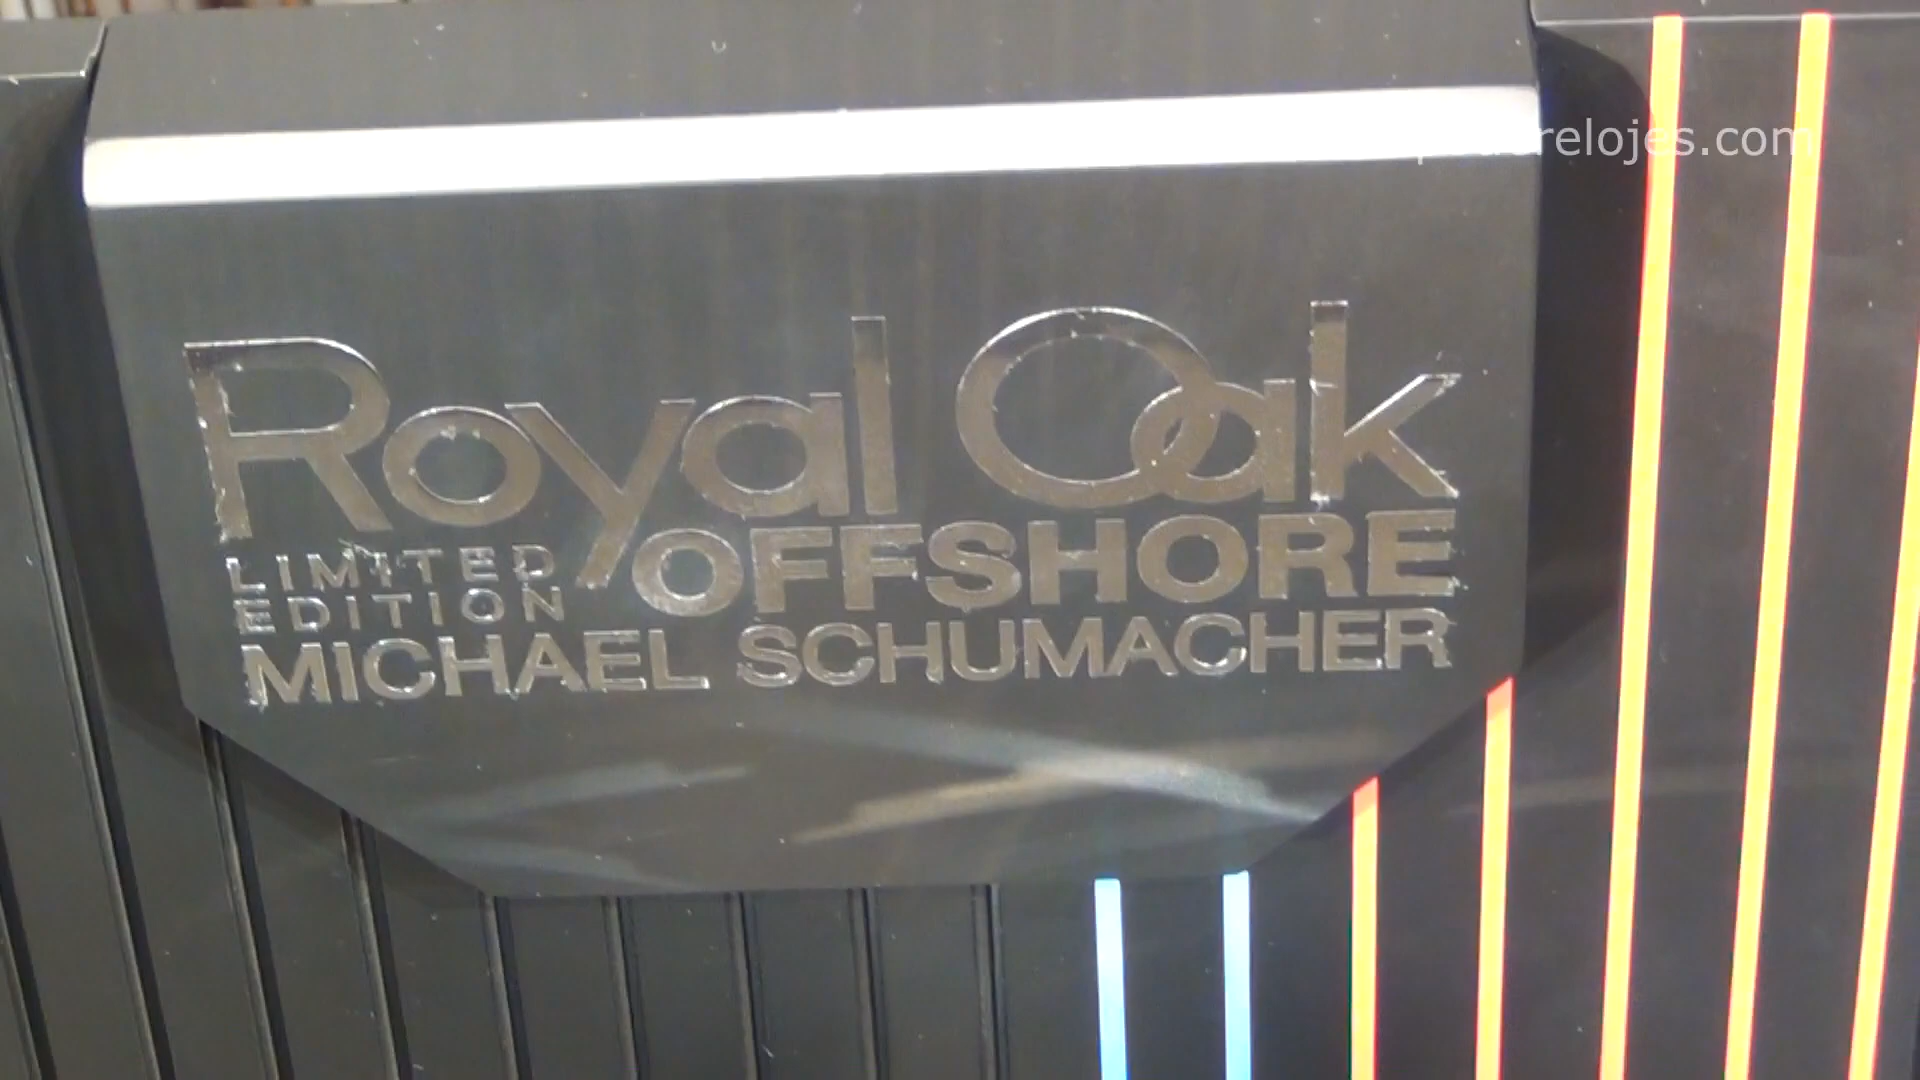 relojes.com
Royal Oak
LIMITED EDITION
OFFSHORE
MICHAEL SCHUMACHER